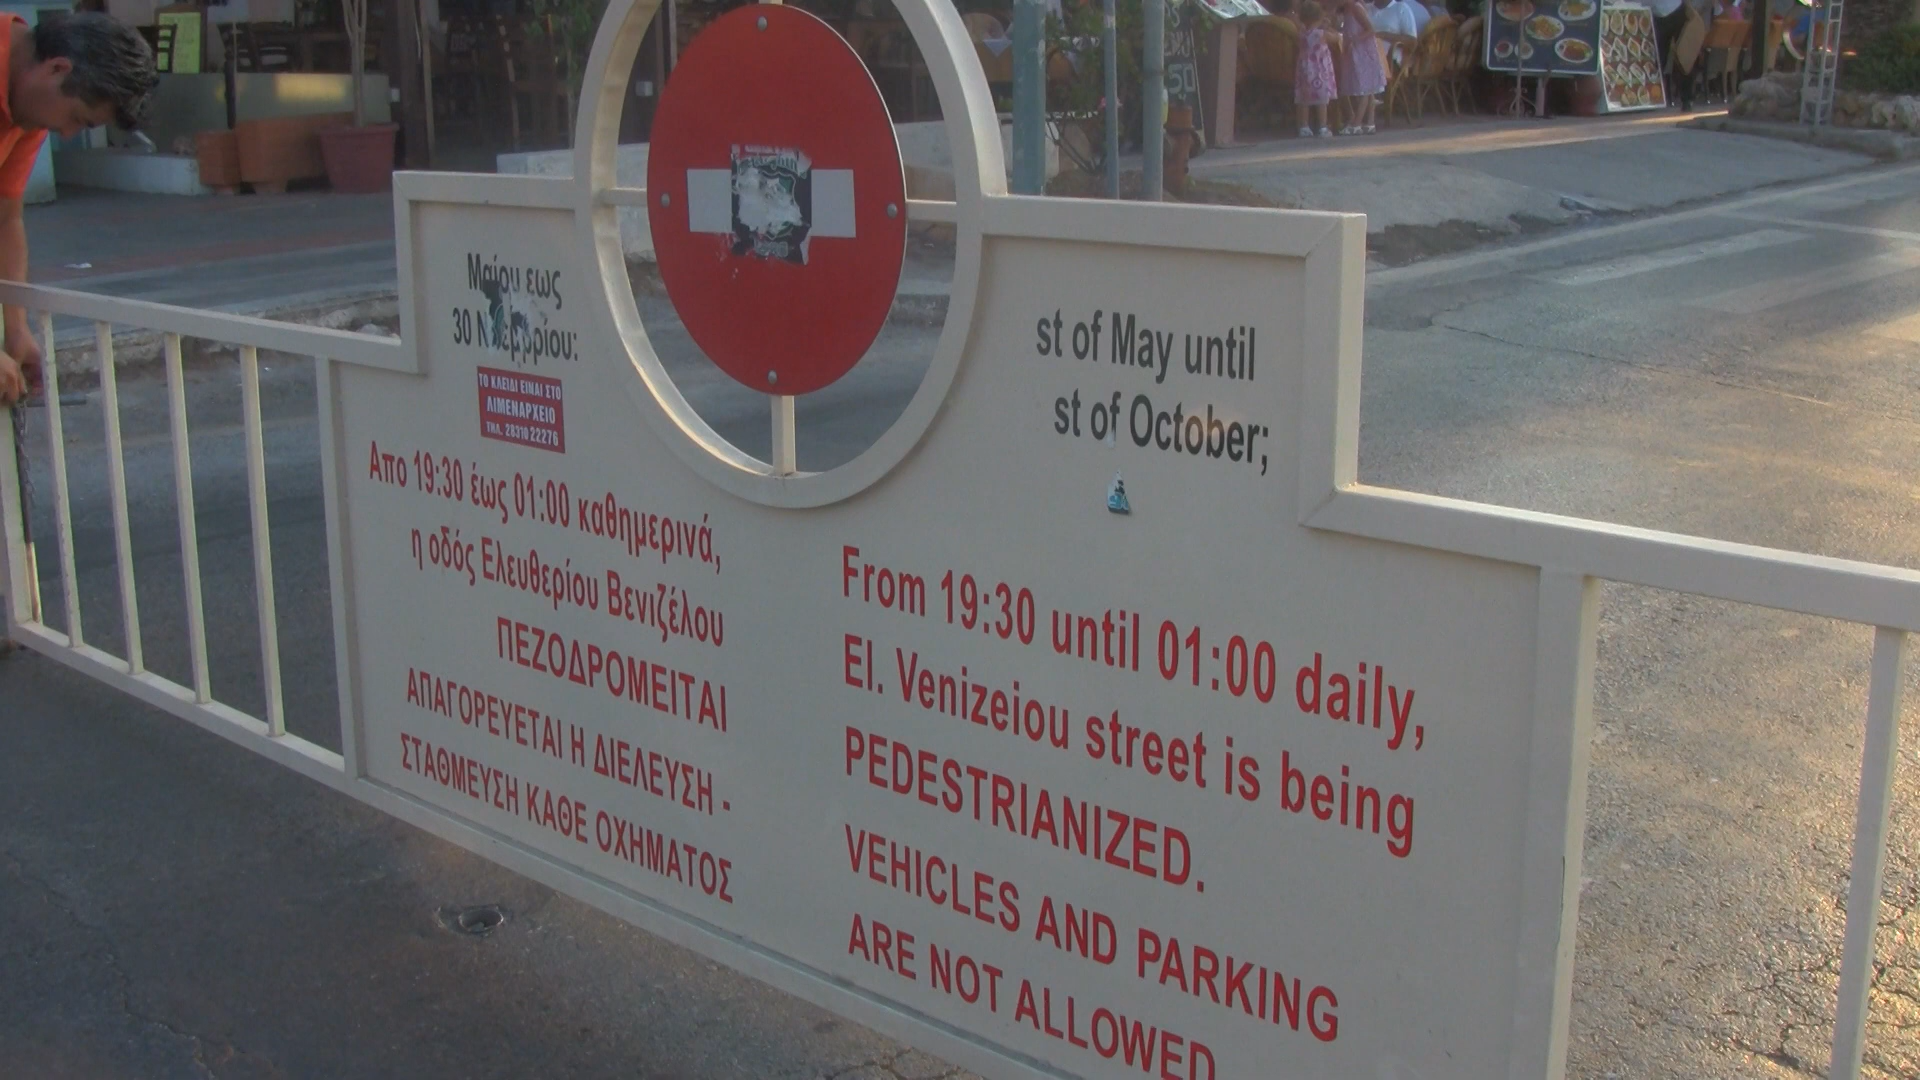 Μαΐου εως
30
ΤΟ ΚΛΕΙΔΙ ΕΙΝΑΙ ΣΤΟ
ΛΙΜΕΝΑΡΧΕΙΟ
ΤΗΛ. 28310 22276
Απο 19:30 έως 01:00 καθημερινά,
η οδός Ελευθερίου Βενιζέλου
ΠΕΖΟΔΡΟΜΕΙΤΑΙ
ΑΠΑΓΟΡΕΥΕΤΑΙ Η ΔΙΕΛΕΥΣΗ -
ΣΤΑΘΜΕΥΣΗ ΚΑΘΕ ΟΧΗΜΑΤΟΣ
st of May until
st of October;
From 19:30 until 01:00 daily,
El. Venizeiou street is being
PEDESTRIANIZED.
VEHICLES AND PARKING
ARE NOT ALLOWED